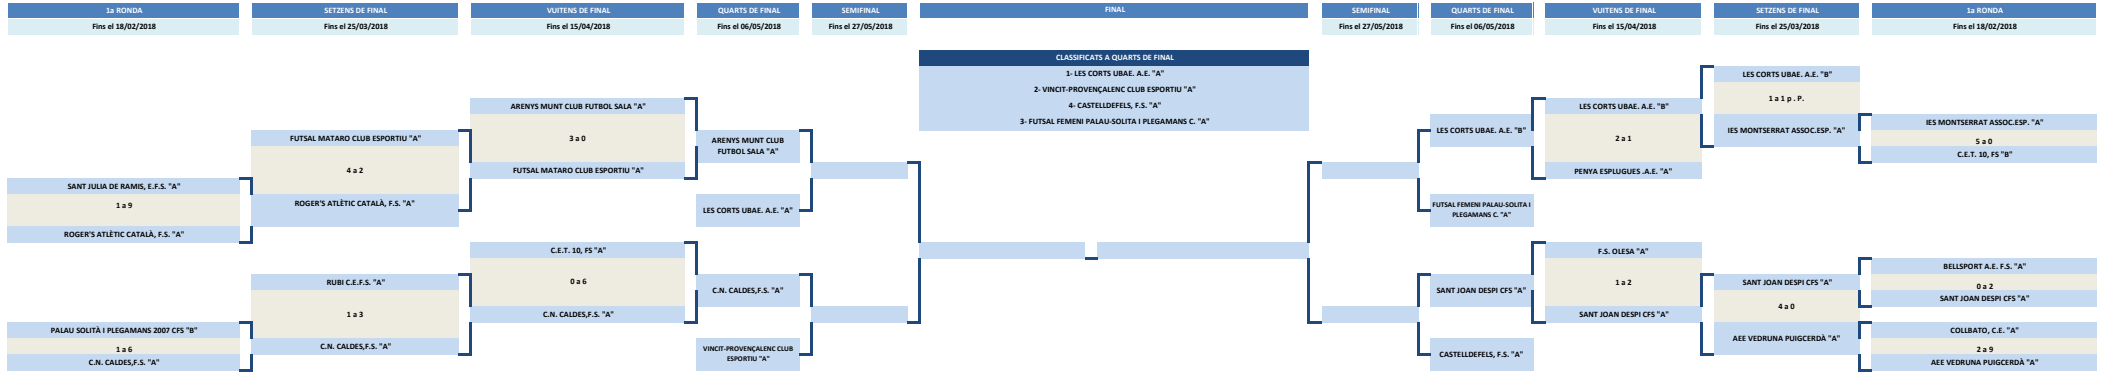 1a RONDA
SETZENS DE FINAL
VUITENS DE FINAL
QUARTS DE FINAL
SEMIFINAL
FINAL
SEMIFINAL
QUARTS DE FINAL
VUITENS DE FINAL
SETZENS DE FINAL
1a RONDA
Fins el 18/02/2018
Fins el 25/03/2018
Fins el 15/04/2018
Fins el 06/05/2018
Fins el 27/05/2018
Fins el 27/05/2018
Fins el 06/05/2018
Fins el 15/04/2018
Fins el 25/03/2018
Fins el 18/02/2018
SANT JULIA DE RAMIS, E.F.S. "A"
1 a 9
ROGER'S ATLÈTIC CATALÀ, F.S. "A"
PALAU SOLITÀ I PLEGAMANS 2007 CFS "B"
1 a 6
C.N. CALDES,F.S. "A"
FUTSAL MATARO CLUB ESPORTIU "A"
4 a 2
ROGER'S ATLÈTIC CATALÀ, F.S. "A"
RUBI C.E.F.S. "A"
1 a 3
C.N. CALDES,F.S. "A"
ARENYS MUNT CLUB FUTBOL SALA "A"
3 a 0
FUTSAL MATARO CLUB ESPORTIU "A"
C.E.T. 10, FS "A"
0 a 6
C.N. CALDES,F.S. "A"
ARENYS MUNT CLUB
FUTBOL SALA "A"
LES CORTS UBAE. A.E. "A"
C.N. CALDES,F.S. "A"
VINCIT-PROVENÇALENC CLUB
ESPORTIU "A"
CLASSIFICATS A QUARTS DE FINAL
1- LES CORTS UBAE. A.E. "A"
2- VINCIT-PROVENÇALENC CLUB ESPORTIU "A"
4- CASTELLDEFELS, F.S. "A"
3- FUTSAL FEMENI PALAU-SOLITA I PLEGAMANS C. "A"
LES CORTS UBAE. A.E. "B"
FUTSAL FEMENI PALAU-SOLITA I
PLEGAMANS C. "A"
SANT JOAN DESPI CFS "A"
CASTELLDEFELS, F.S. "A"
LES CORTS UBAE. A.E. "B"
2 a 1
PENYA ESPLUGUES .A.E. "A"
F.S. OLESA "A"
1 a 2
SANT JOAN DESPI CFS "A"
LES CORTS UBAE. A.E. "B"
1 a 1 p . P.
IES MONTSERRAT ASSOC.ESP. "A"
SANT JOAN DESPI CFS "A"
4 a 0
AEE VEDRUNA PUIGCERDÀ "A"
IES MONTSERRAT ASSOC.ESP. "A"
5 a 0
C.E.T. 10, FS "B"
BELLSPORT A.E. F.S. "A"
0 a 2
SANT JOAN DESPI CFS "A"
COLLBATO, C.E. "A"
2 a 9
AEE VEDRUNA PUIGCERDÀ "A"